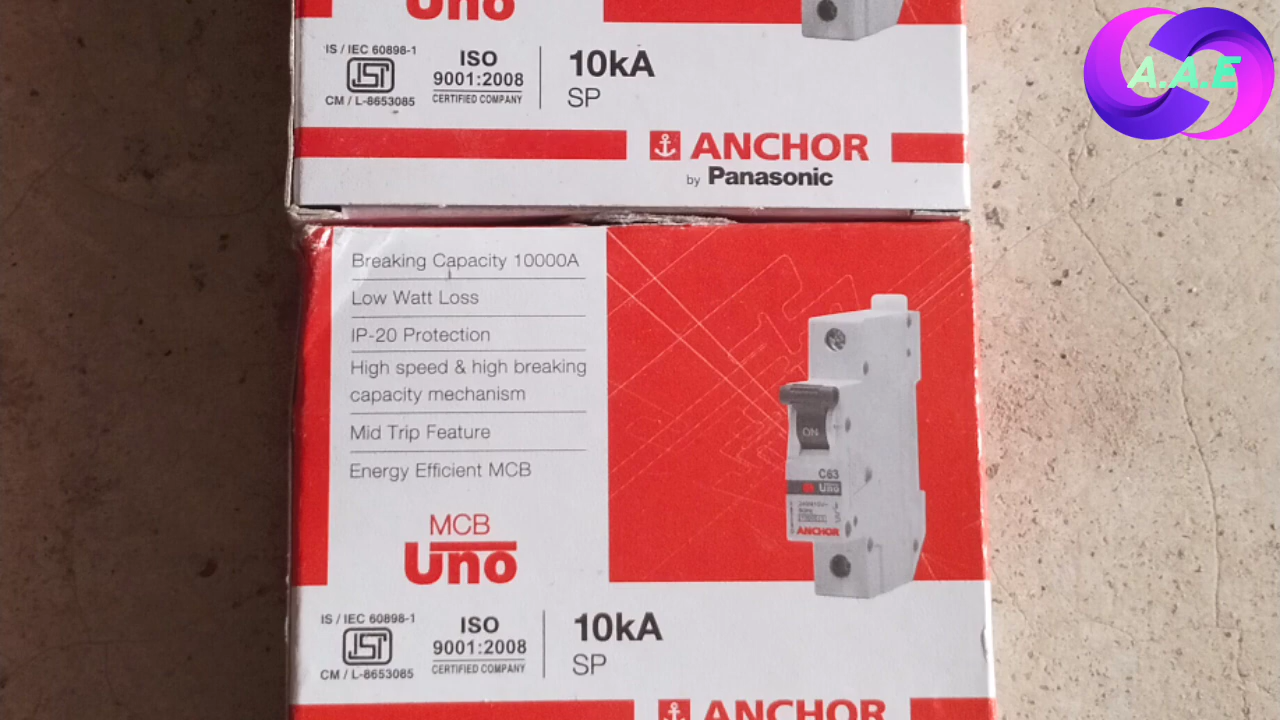 Uno
IS / IEC 60898-1
CM / L-8653085
ISO
9001:2008
CERTIFIED COMPANY
10kA
SP
ANCHOR
by Panasonic
A.A.E
Breaking Capacity 10000A
Low Watt Loss
IP-20 Protection
High speed & high breaking
capacity mechanism
Mid Trip Feature
Energy Efficient MCB
MCB
Uno
ON
C63
Uno
ANCHOR
IS / IEC 60898-1
CM / L-8653085
ISO
9001:2008
CERTIFIED COMPANY
10kA
SP
ANCHOR